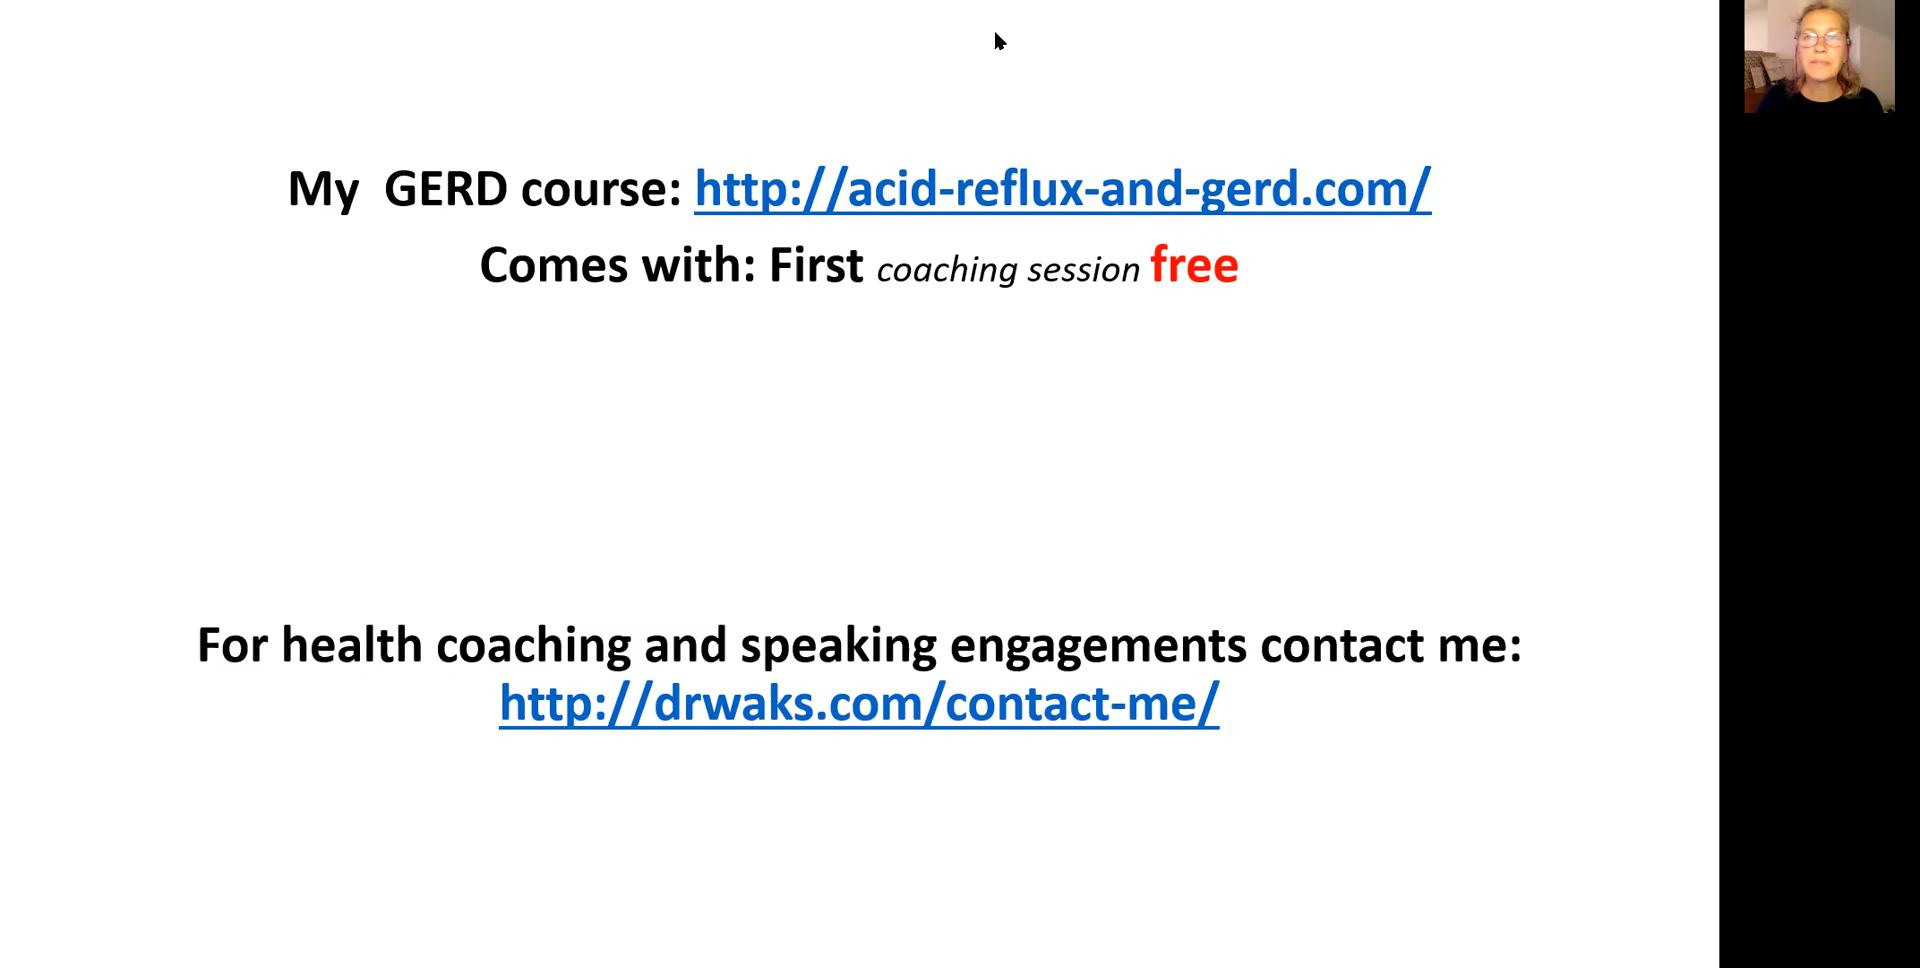 My  GERD course: http://acid-reflux-and-gerd.com/
Comes with: First coaching session free
For health coaching and speaking engagements contact me:
http://drwaks.com/contact-me/